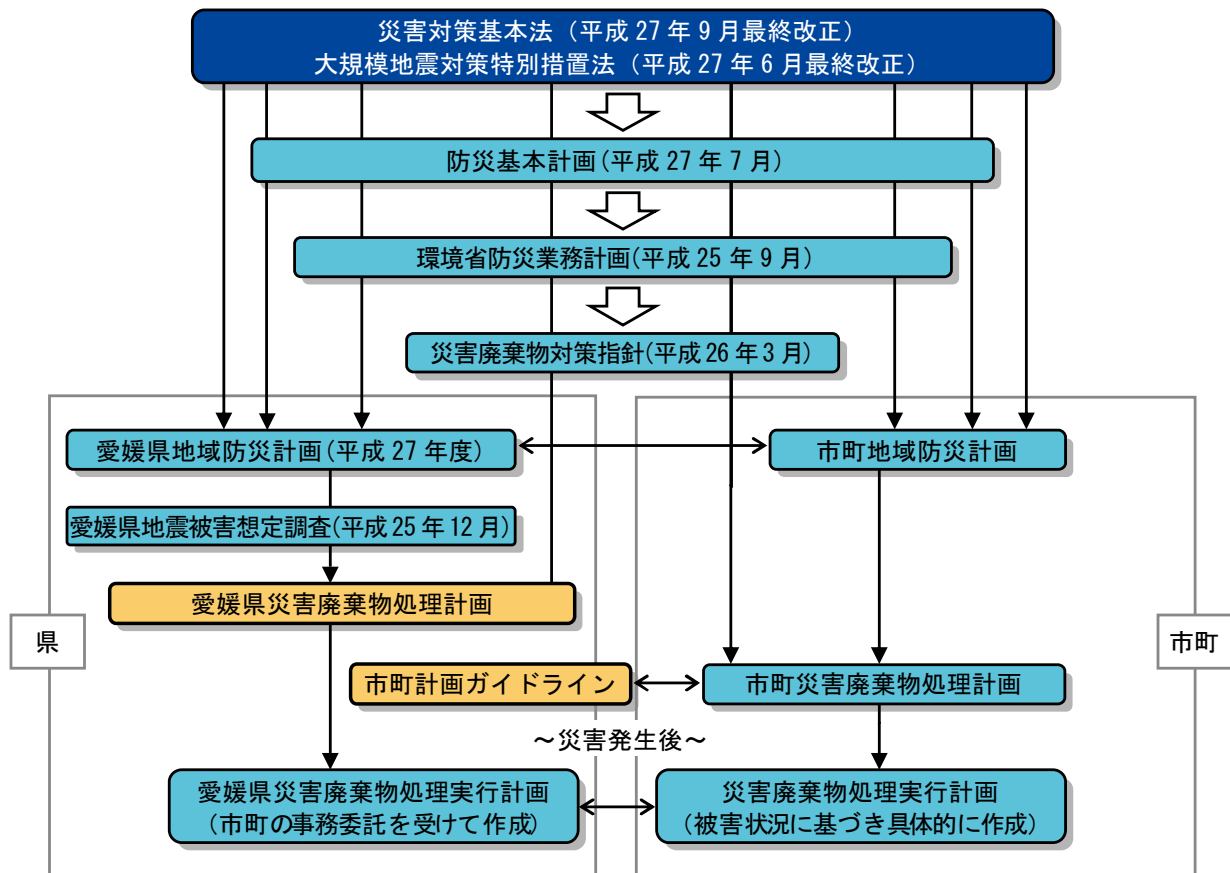 災害対策基本法（平成27年9月最終改正）
大規模地震対策特別措置法（平成27年6月最終改正）
防災基本計画(平成27年7月)
環境省防災業務計画(平成25年9月)
災害廃棄物対策指針(平成26年3月)
愛媛県地域防災計画(平成27年度)
市町地域防災計画
愛媛県地震被害想定調査(平成25年12月)
愛媛県災害廃棄物処理計画
県
市町
市町計画ガイドライン
市町災害廃棄物処理計画
～災害発生後～
愛媛県災害廃棄物処理実行計画
（市町の事務委託を受けて作成）
災害廃棄物処理実行計画
（被害状況に基づき具体的に作成）